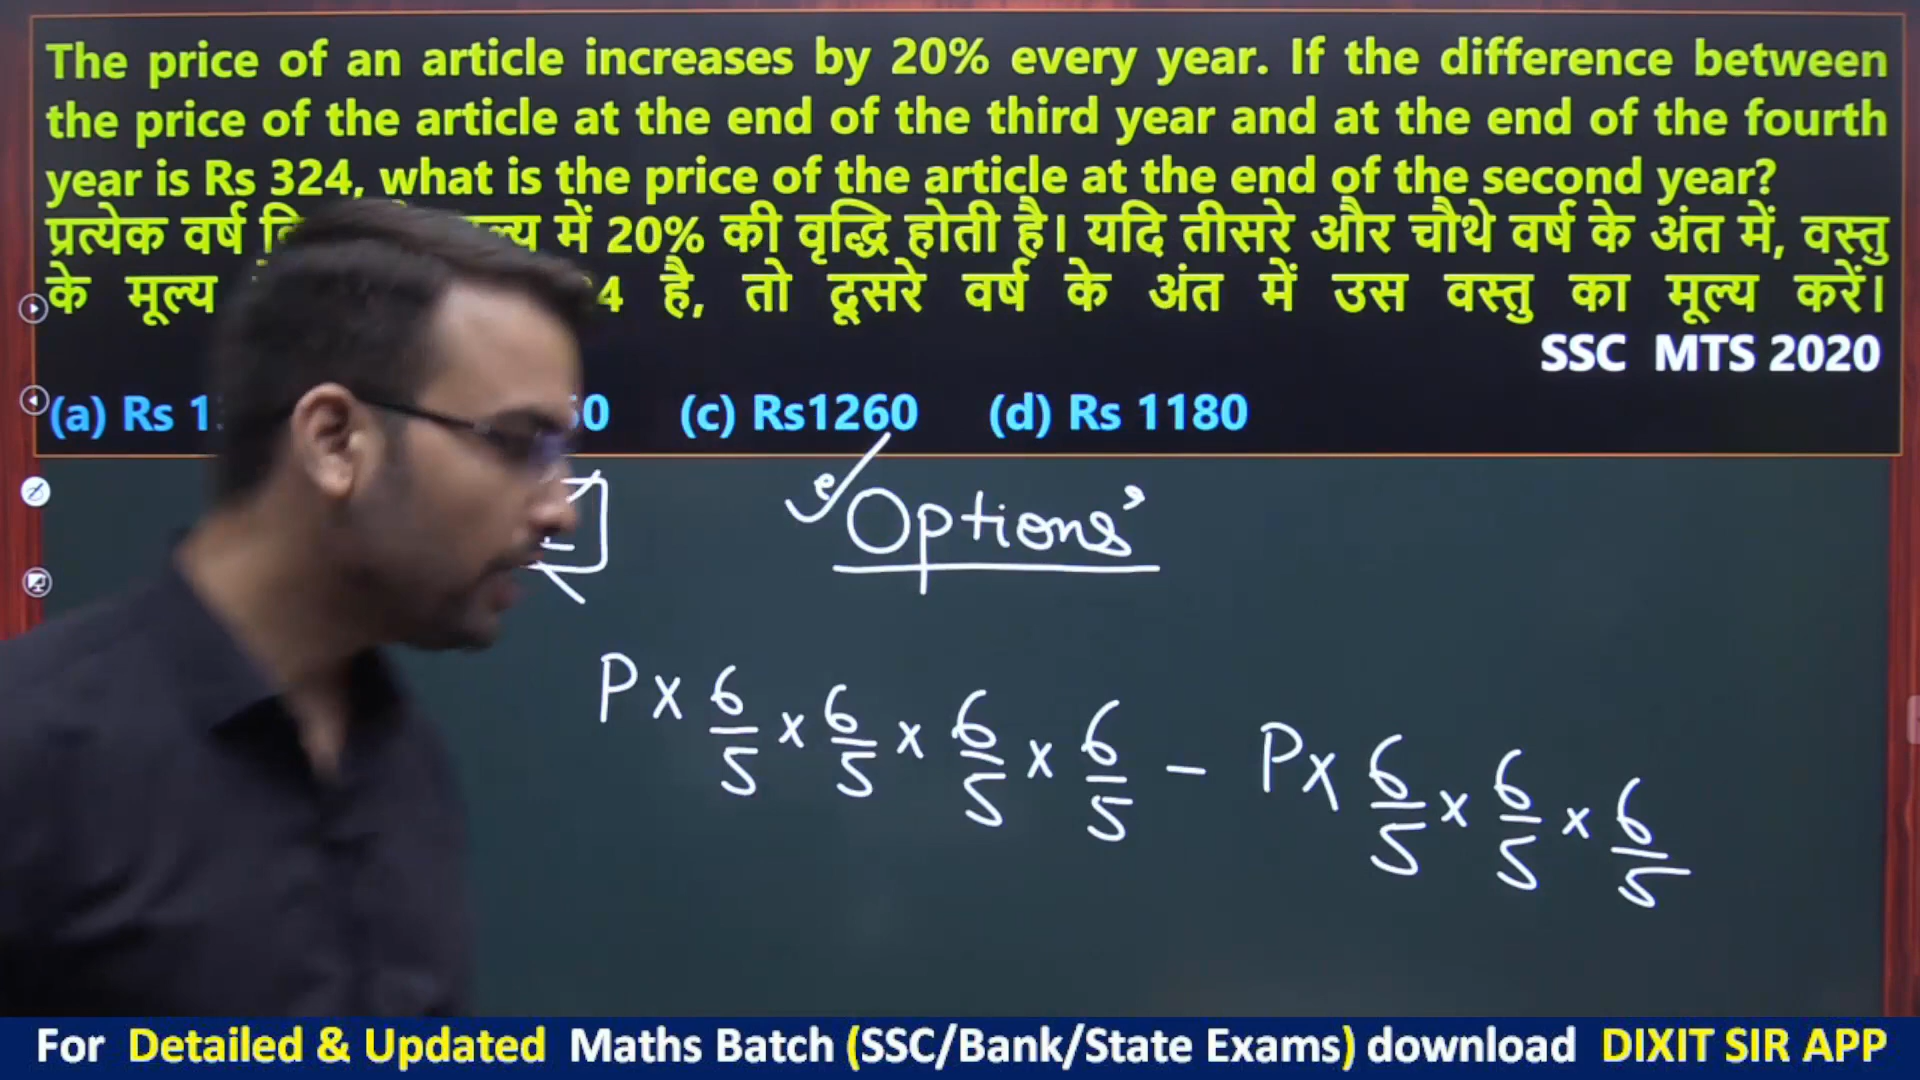 The price of an article increases by 20% every year. If the difference between
the price of the article at the end of the third year and at the end of the fourth
year is Rs 324, what is the price of the article at the end of the second year?
प्रत्येक वर्ष में 20% की वृद्धि होती है। यदि तीसरे और चौथे वर्ष के अंत में, वस्तु
के मूल्य है, तो दूसरे वर्ष के अंत में उस वस्तु का मूल्य करें।
SSC MTS 2020
(a) Rs (c) Rs1260 (d) Rs 1180
Options
P× 6/5 × 6/5 × 6/5 × 6/5 – P× 6/5 × 6/5 × 6/5
For Detailed & Updated Maths Batch (SSC/Bank/State Exams) download DIXIT SIR APP